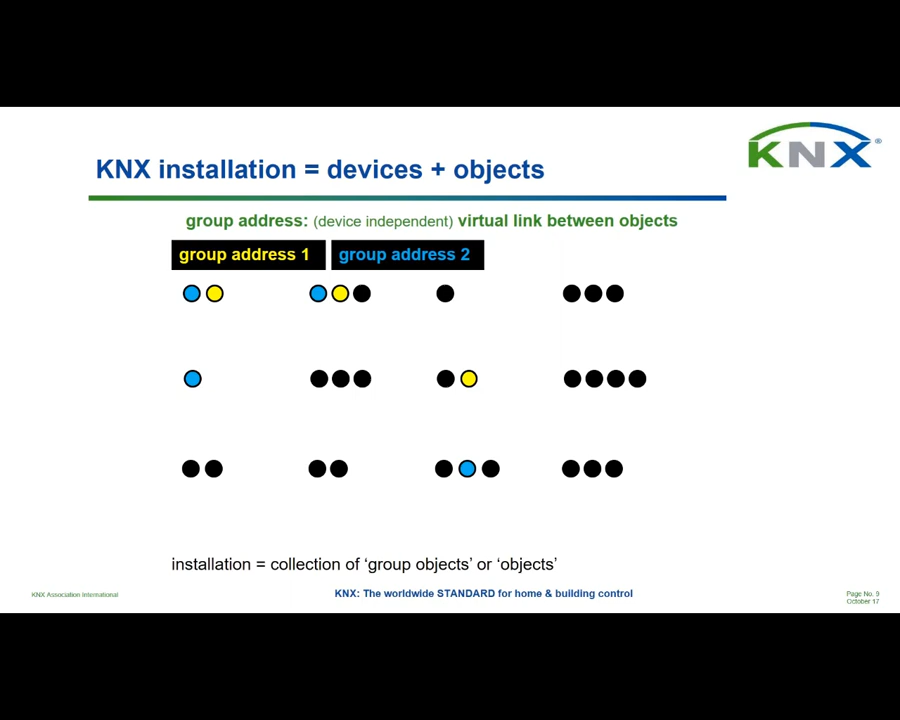 KNX®
KNX installation = devices + objects
group address: (device independent) virtual link between objects
group address 1
group address 2
installation = collection of ‘group objects’ or ‘objects’
KNX Association International
KNX: The worldwide STANDARD for home & building control
Page No. 9
October 17